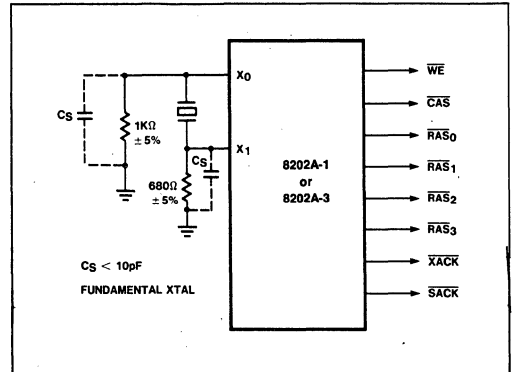 X0
CS
1KΩ
±5%
X1
CS
680Ω
±5%
CS < 10pF
FUNDAMENTAL XTAL
8202A-1
or
8202A-3
WE
CAS
RAS0
RAS1
RAS2
RAS3
XACK
SACK